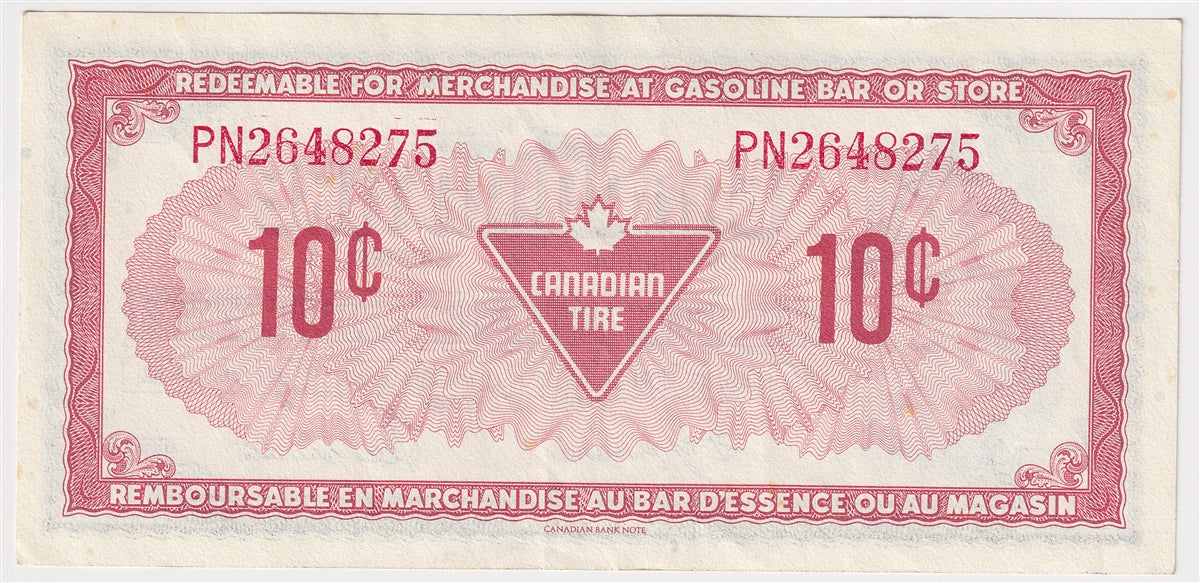 REDEEMABLE FOR MERCHANDISE AT GASOLINE BAR OR STORE
PN2648275 PN2648275
10¢ 10¢
CANADIAN
TIRE
REMBOURSABLE EN MARCHANDISE AU BAR D'ESSENCE OU AU MAGASIN
CANADIAN BANK NOTE